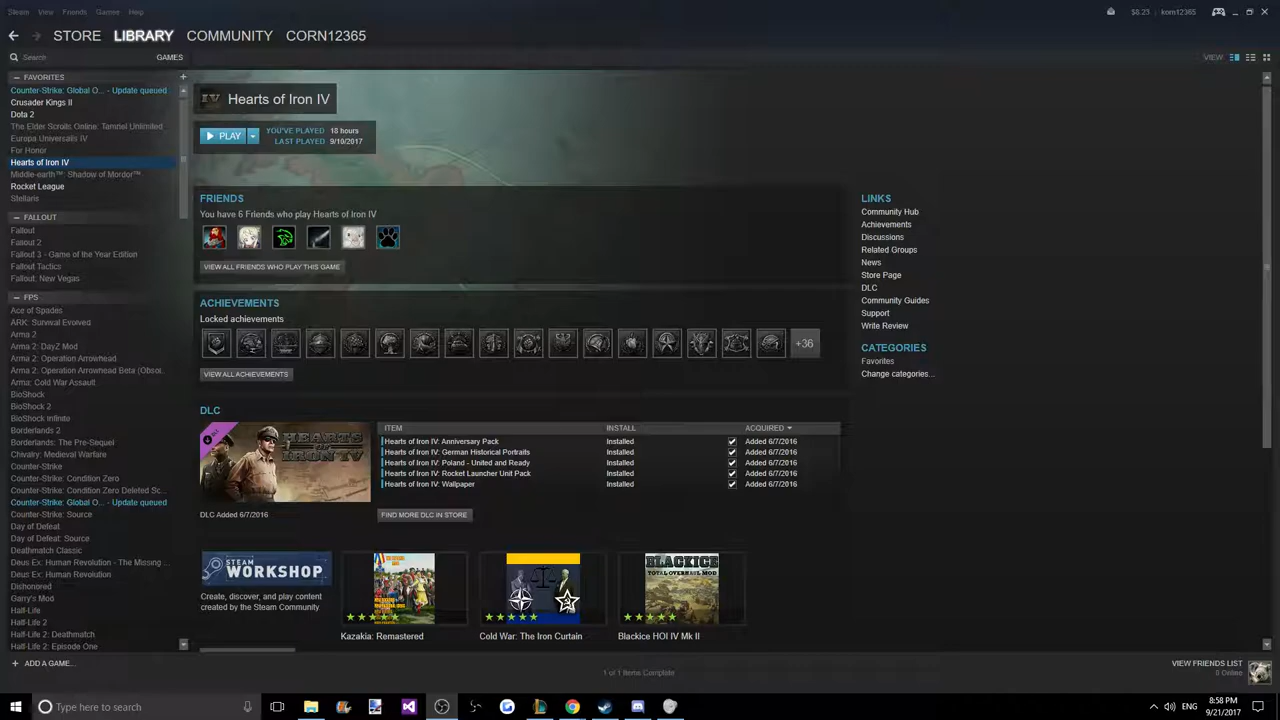 Steam View Friends Games Help
$8.23 korn12365
STORE LIBRARY COMMUNITY CORN12365
Search GAMES
VIEW
FAVORITES
Counter-Strike: Global O... - Update queued
Crusader Kings II
Dota 2
The Elder Scrolls Online: Tamriel Unlimited
Europa Universalis IV
For Honor
Hearts of Iron IV
Middle-earth™: Shadow of Mordor™
Rocket League
Stellaris
FALLOUT
Fallout
Fallout 2
Fallout 3 - Game of the Year Edition
Fallout Tactics
Fallout: New Vegas
FPS
Ace of Spades
ARK: Survival Evolved
Arma 2
Arma 2: DayZ Mod
Arma 2: Operation Arrowhead
Arma 2: Operation Arrowhead Beta (Obsol...
Arma: Cold War Assault
BioShock
BioShock 2
BioShock Infinite
Borderlands 2
Borderlands: The Pre-Sequel
Chivalry: Medieval Warfare
Counter-Strike
Counter-Strike: Condition Zero
Counter-Strike: Condition Zero Deleted Sc...
Counter-Strike: Global O... - Update queued
Counter-Strike: Source
Day of Defeat
Day of Defeat: Source
Deathmatch Classic
Deus Ex: Human Revolution - The Missing ...
Deus Ex: Human Revolution
Dishonored
Garry's Mod
Half-Life
Half-Life 2
Half-Life 2: Deathmatch
Half-Life 2: Episode One
ADD A GAME...
IV Hearts of Iron IV
PLAY
YOU'VE PLAYED 18 hours
LAST PLAYED 9/10/2017
FRIENDS
You have 6 Friends who play Hearts of Iron IV
VIEW ALL FRIENDS WHO PLAY THIS GAME
ACHIEVEMENTS
Locked achievements
+36
VIEW ALL ACHIEVEMENTS
DLC
HEARTS OF IRON IV
DLC Added 6/7/2016
ITEM INSTALL ACQUIRED
Hearts of Iron IV: Anniversary Pack Installed Added 6/7/2016
Hearts of Iron IV: German Historical Portraits Installed Added 6/7/2016
Hearts of Iron IV: Poland - United and Ready Installed Added 6/7/2016
Hearts of Iron IV: Rocket Launcher Unit Pack Installed Added 6/7/2016
Hearts of Iron IV: Wallpaper Installed Added 6/7/2016
FIND MORE DLC IN STORE
STEAM WORKSHOP
Create, discover, and play content
created by the Steam Community
Kazakia: Remastered
Cold War: The Iron Curtain
BLACKICE
TOTAL OVERHAUL MOD
Blackice HOI IV Mk II
LINKS
Community Hub
Achievements
Discussions
Related Groups
News
Store Page
DLC
Community Guides
Support
Write Review
CATEGORIES
Favorites
Change categories...
1 of 1 Items Complete
VIEW FRIENDS LIST
8 Online
Type here to search
ENG
8:58 PM
9/21/2017